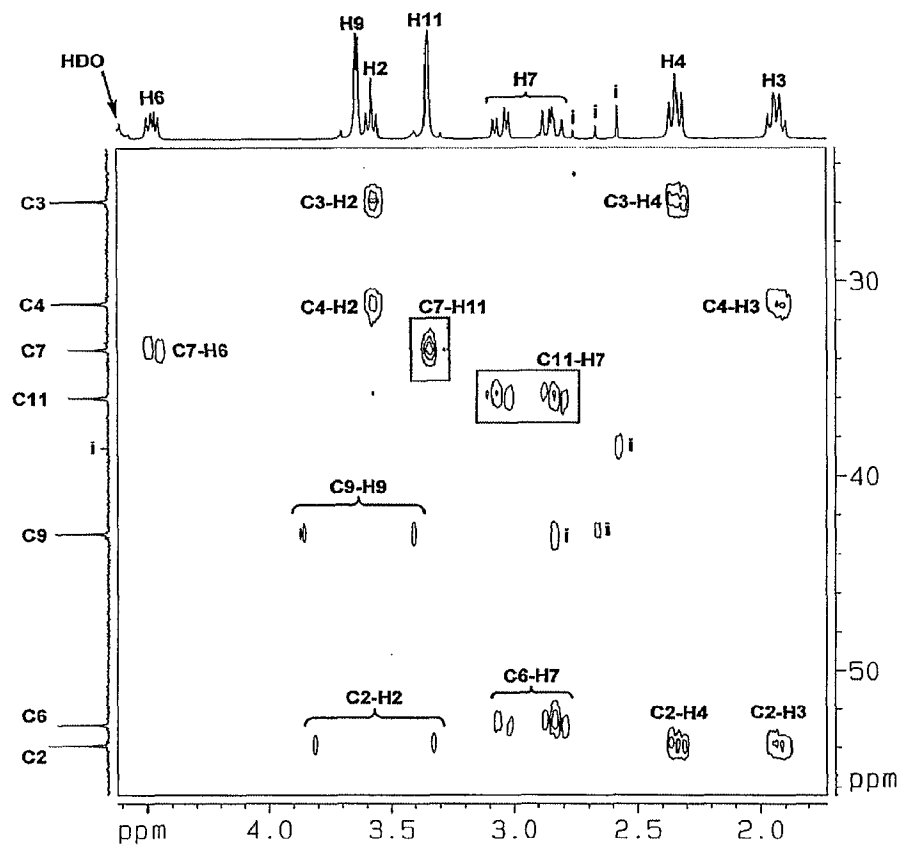 H9
H11
HDO
H2
H4
H6
H7
i
i
i
H3
C3
C3-H2
C3-H4
C4
C4-H2
C7-H11
C4-H3
30
C7
C7-H6
C11-H7
C11
i
i
40
C9-H9
C9
i
i
C6-H7
50
C2-H2
C6
C2-H4
C2-H3
C2
ppm
ppm
4.0
3.5
3.0
2.5
2.0